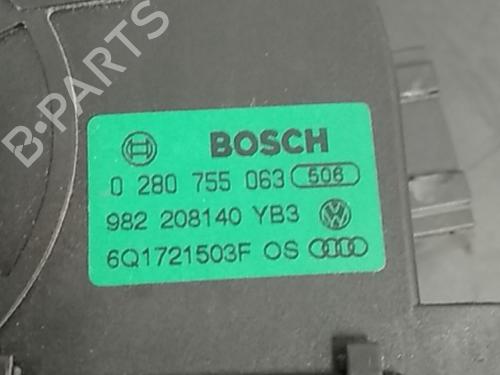 B-PARTS
BOSCH
0 280 755 063 506
982 208140 YB3
6Q1721503F OS